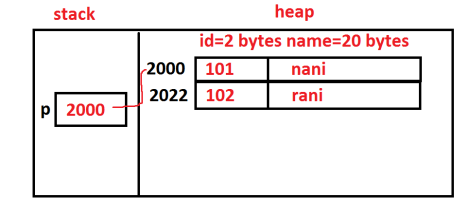 stack heap
id=2 bytes name=20 bytes
2000 101 nani
2022 102 rani
p 2000